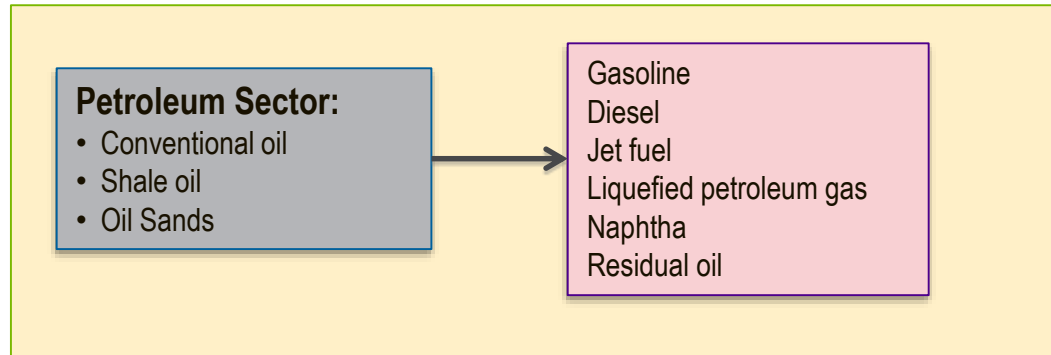 Petroleum Sector:
• Conventional oil
• Shale oil
• Oil Sands
Gasoline
Diesel
Jet fuel
Liquefied petroleum gas
Naphtha
Residual oil